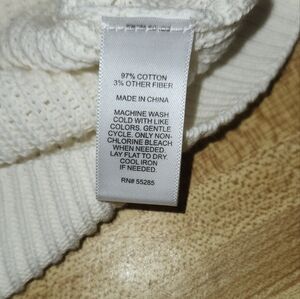 97% COTTON
3% OTHER FIBER
MADE IN CHINA
MACHINE WASH
COLD WITH LIKE
COLORS, GENTLE
CYCLE. ONLY NON-
CHLORINE BLEACH
WHEN NEEDED.
LAY FLAT TO DRY
COOL IRON
IF NEEDED.
RN# 55285